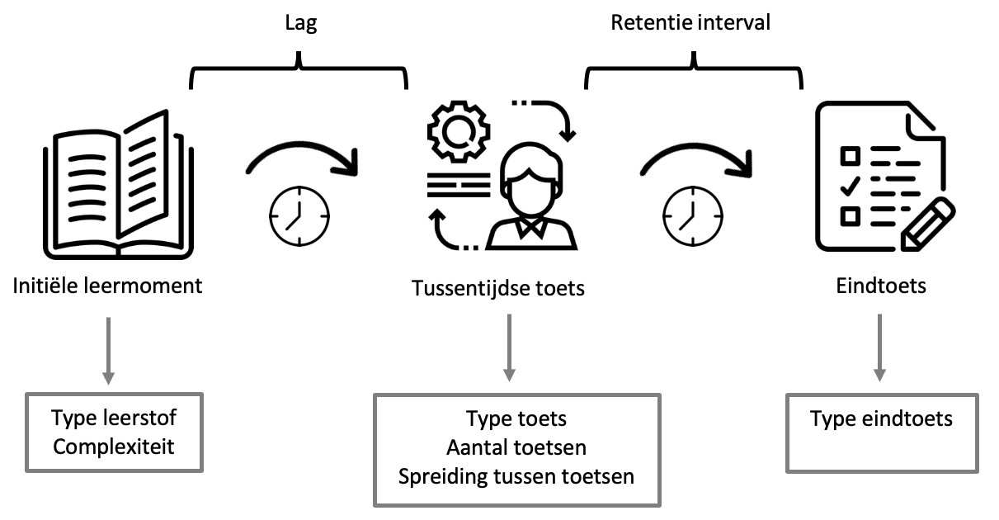 Lag
Retentie interval
Initiële leermoment
Tussentijdse toets
Eindtoets
Type leerstof
Complexiteit
Type toets
Aantal toetsen
Spreiding tussen toetsen
Type eindtoets